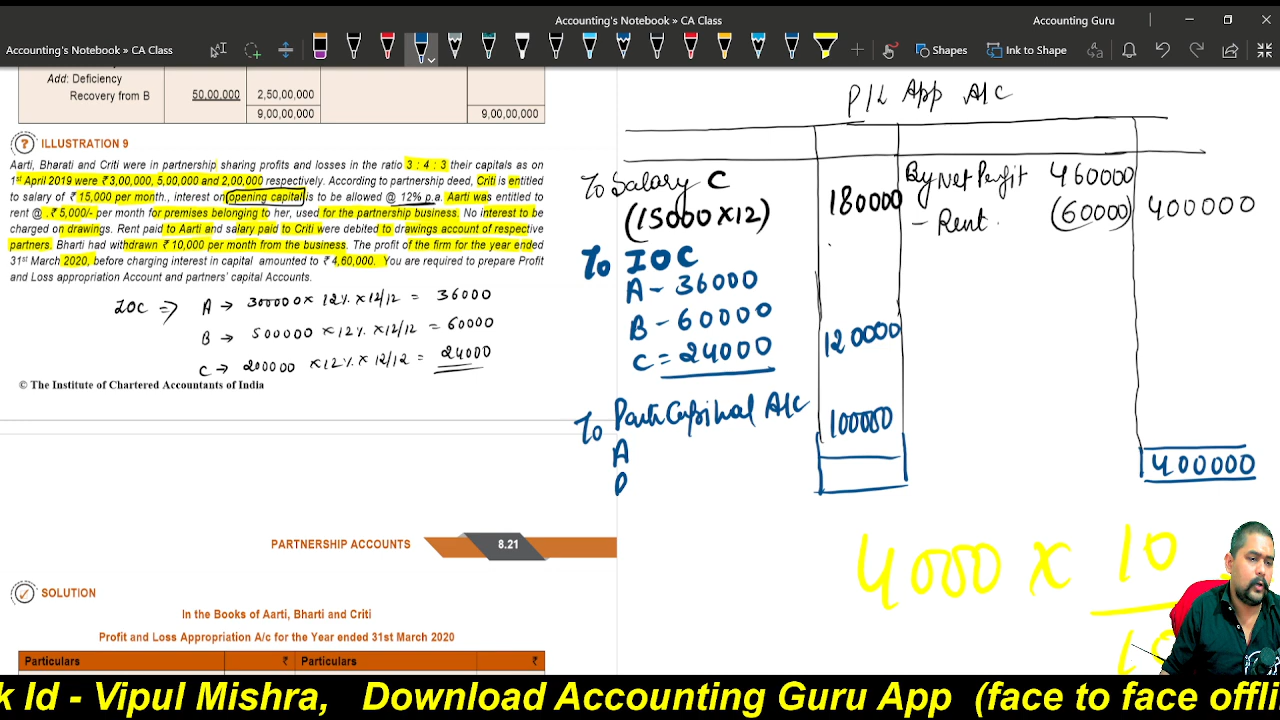 Accounting's Notebook » CA Class
Accounting Guru
Accounting's Notebook » CA Class
Shapes
Ink to Shape
Add: Deficiency
Recovery from B 50,00,000 2,50,00,000
9,00,00,000 9,00,00,000
? ILLUSTRATION 9
Aarti, Bharati and Criti were in partnership sharing profits and losses in the ratio 3 : 4 : 3 their capitals as on
1st April 2019 were ₹ 3,00,000, 5,00,000 and 2,00,000 respectively. According to partnership deed, Criti is entitled
to salary of ₹ 15,000 per month., interest on opening capital is to be allowed @ 12% p.a. Aarti was entitled to
rent @ .₹ 5,000/- per month for premises belonging to her, used for the partnership business. No interest to be
charged on drawings. Rent paid to Aarti and salary paid to Criti were debited to drawings account of respective
partners. Bharti had withdrawn ₹ 10,000 per month from the business. The profit of the firm for the year ended
31st March 2020, before charging interest in capital amounted to ₹ 4,60,000. You are required to prepare Profit
and Loss appropriation Account and partners' capital Accounts.
IOC ⇒ A → 300000 x 12% x 12/12 = 36000
B → 500000 x 12% x 12/12 = 60000
C → 200000 x 12% x 12/12 = 24000
© The Institute of Chartered Accountants of India
PARTNERSHIP ACCOUNTS 8.21
SOLUTION
In the Books of Aarti, Bharti and Criti
Profit and Loss Appropriation A/c for the Year ended 31st March 2020
Particulars ₹ Particulars ₹
P/L App A/C
To Salary C 180000 By Net Profit 460000
(15000 x 12) - Rent (60000) 400000
To IOC
A - 36000
B - 60000
C = 24000 120000
To Part Capital A/C 100000
A
400000
4000 x 10
k Id - Vipul Mishra, Download Accounting Guru App (face to face offli